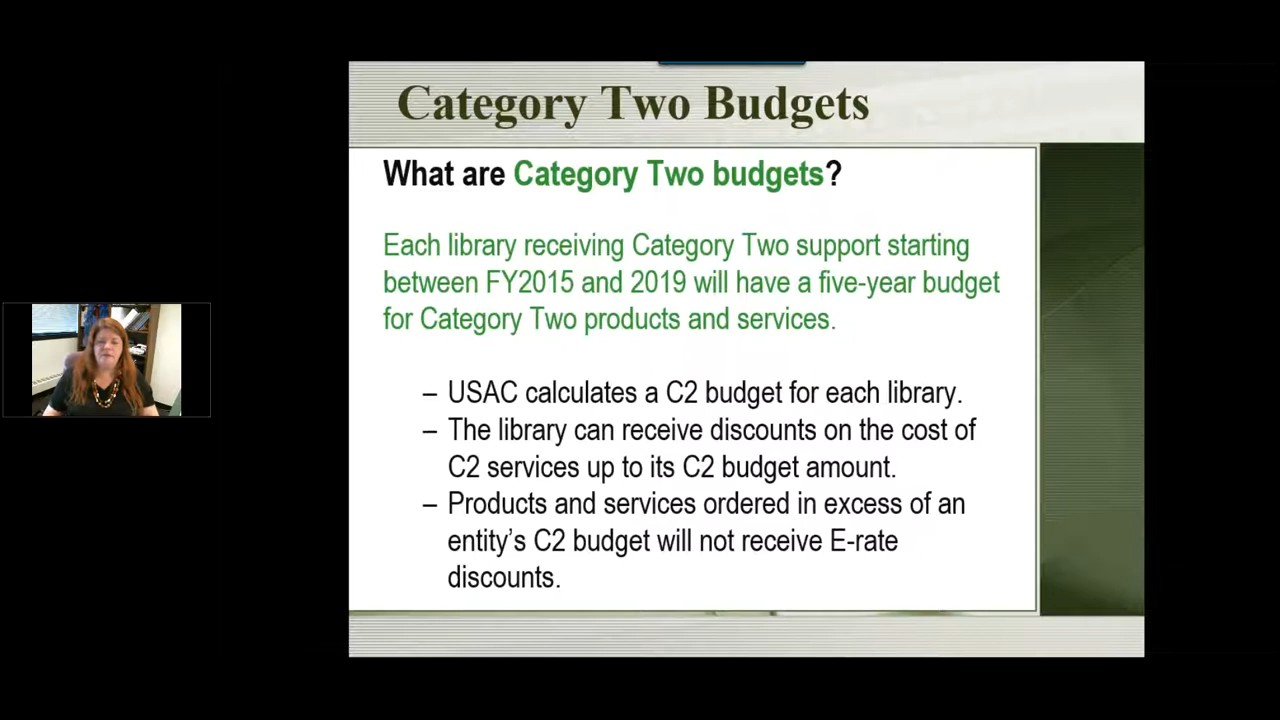 Category Two Budgets
What are Category Two budgets?
Each library receiving Category Two support starting
between FY2015 and 2019 will have a five-year budget
for Category Two products and services.
– USAC calculates a C2 budget for each library.
– The library can receive discounts on the cost of
C2 services up to its C2 budget amount.
– Products and services ordered in excess of an
entity’s C2 budget will not receive E-rate
discounts.